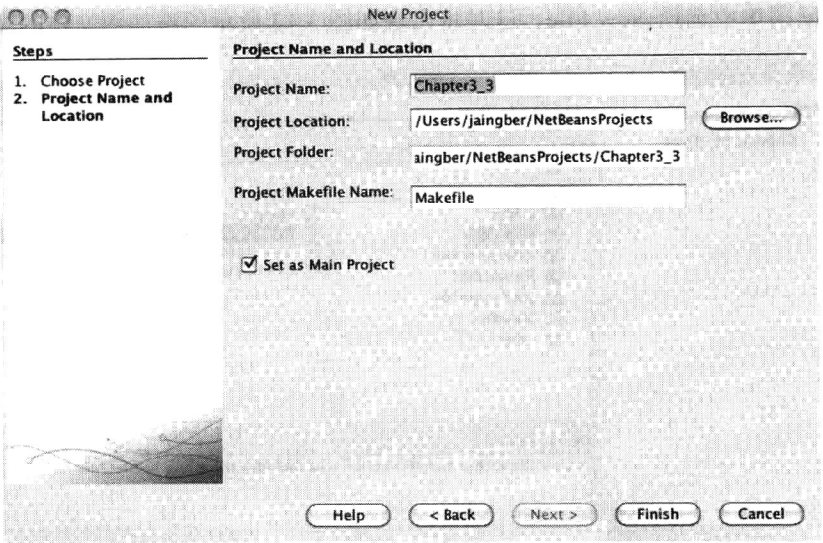 New Project
Steps
1. Choose Project
2. Project Name and
Location
Project Name and Location
Project Name: Chapter3_3
Project Location: /Users/jaingber/NetBeansProjects Browse...
Project Folder: aingber/NetBeansProjects/Chapter3_3
Project Makefile Name: Makefile
Set as Main Project
Help < Back Next > Finish Cancel